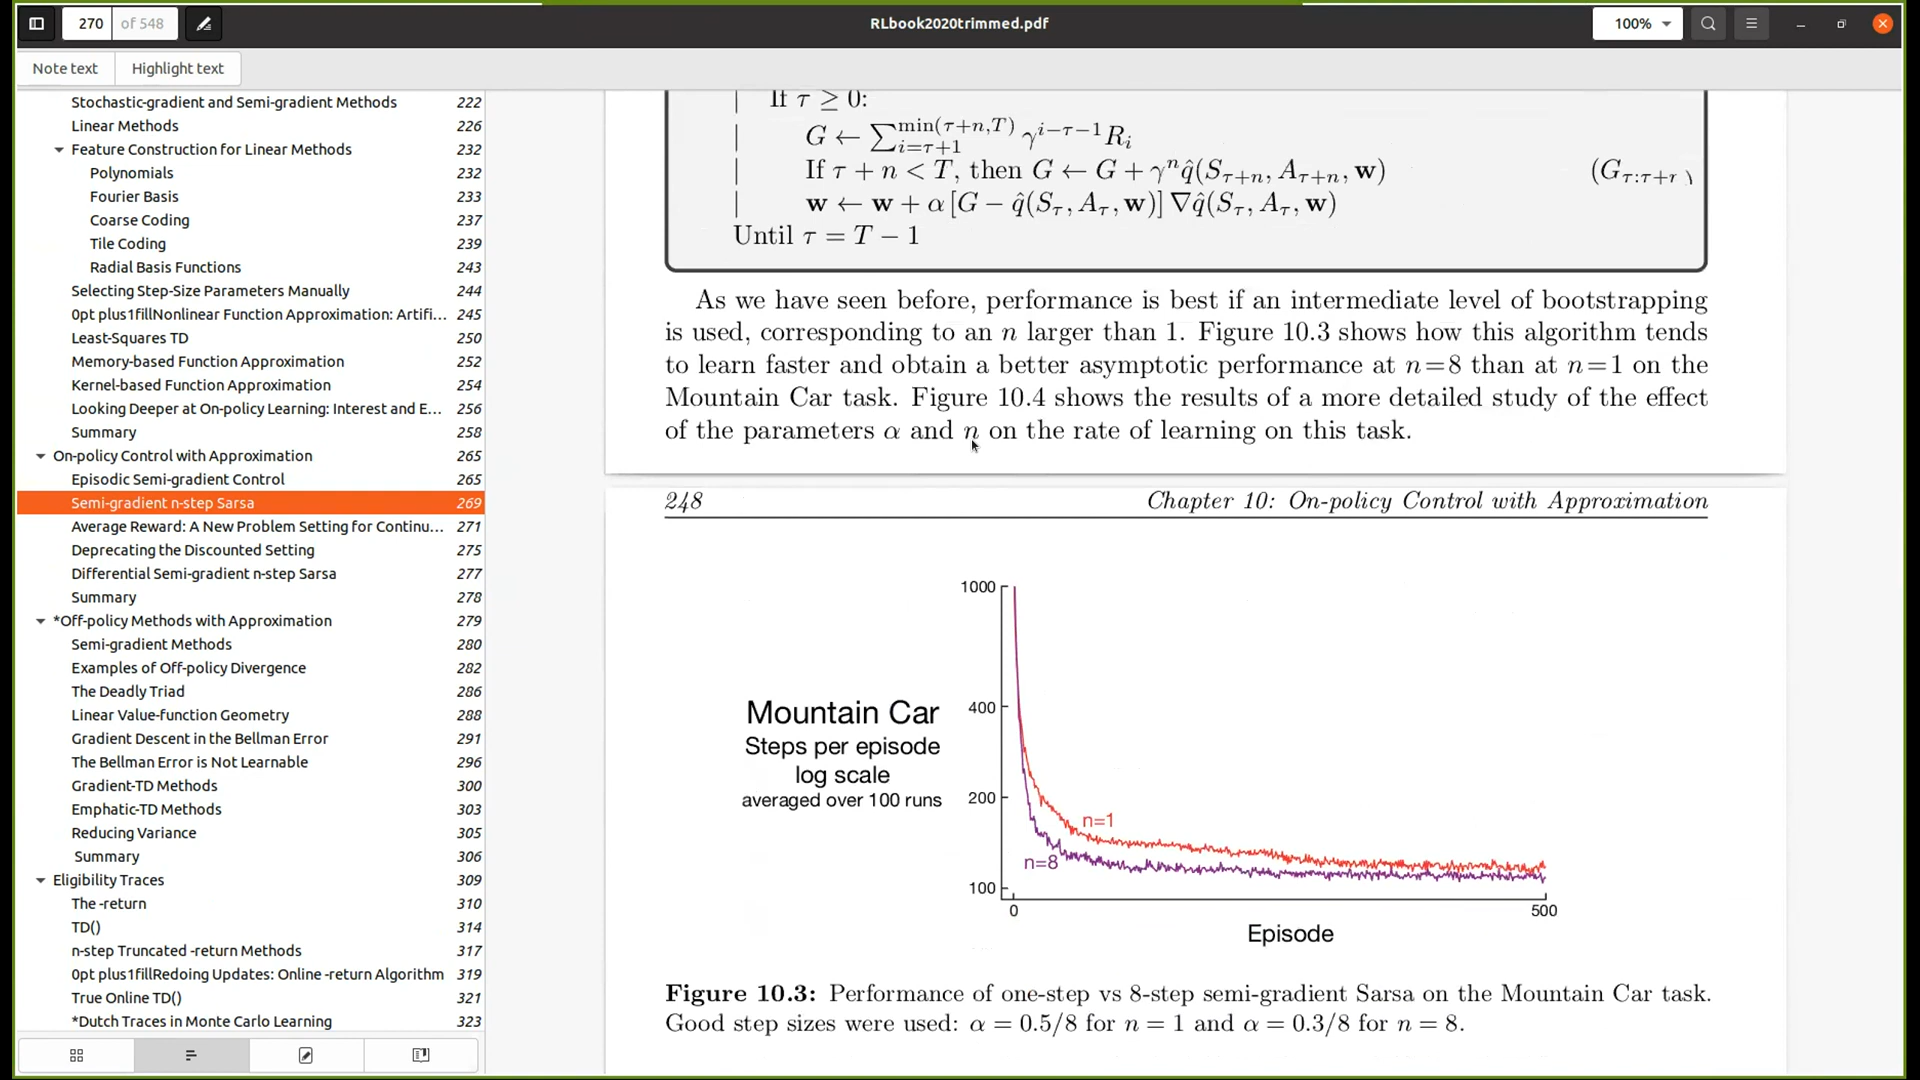 270 of 548
RLbook2020trimmed.pdf
100%
Note text
Highlight text
Stochastic-gradient and Semi-gradient Methods 222
Linear Methods 226
Feature Construction for Linear Methods 232
Polynomials 232
Fourier Basis 233
Coarse Coding 237
Tile Coding 239
Radial Basis Functions 243
Selecting Step-Size Parameters Manually 244
0pt plus1fillNonlinear Function Approximation: Artifi... 245
Least-Squares TD 250
Memory-based Function Approximation 252
Kernel-based Function Approximation 254
Looking Deeper at On-policy Learning: Interest and E... 256
Summary 258
On-policy Control with Approximation 265
Episodic Semi-gradient Control 265
Semi-gradient n-step Sarsa 269
Average Reward: A New Problem Setting for Continu... 271
Deprecating the Discounted Setting 275
Differential Semi-gradient n-step Sarsa 277
Summary 278
*Off-policy Methods with Approximation 279
Semi-gradient Methods 280
Examples of Off-policy Divergence 282
The Deadly Triad 286
Linear Value-function Geometry 288
Gradient Descent in the Bellman Error 291
The Bellman Error is Not Learnable 296
Gradient-TD Methods 300
Emphatic-TD Methods 303
Reducing Variance 305
Summary 306
Eligibility Traces 309
The -return 310
TD() 314
n-step Truncated -return Methods 317
0pt plus1fillRedoing Updates: Online -return Algorithm 319
True Online TD() 321
*Dutch Traces in Monte Carlo Learning 323
| If τ ≥ 0:
| G ← ∑_{i=τ+1}^{min(τ+n,T)} γ^{i−τ−1} R_i
| If τ + n < T, then G ← G + γ^n q̂(S_{τ+n}, A_{τ+n}, w) (G_{τ:τ+n})
| w ← w + α [G − q̂(S_τ, A_τ, w)] ∇q̂(S_τ, A_τ, w)
Until τ = T − 1
As we have seen before, performance is best if an intermediate level of bootstrapping
is used, corresponding to an n larger than 1. Figure 10.3 shows how this algorithm tends
to learn faster and obtain a better asymptotic performance at n=8 than at n=1 on the
Mountain Car task. Figure 10.4 shows the results of a more detailed study of the effect
of the parameters α and n on the rate of learning on this task.
248 Chapter 10: On-policy Control with Approximation
Mountain Car
Steps per episode
log scale
averaged over 100 runs
1000
400
200
100
n=1
n=8
0 500
Episode
Figure 10.3: Performance of one-step vs 8-step semi-gradient Sarsa on the Mountain Car task.
Good step sizes were used: α = 0.5/8 for n = 1 and α = 0.3/8 for n = 8.